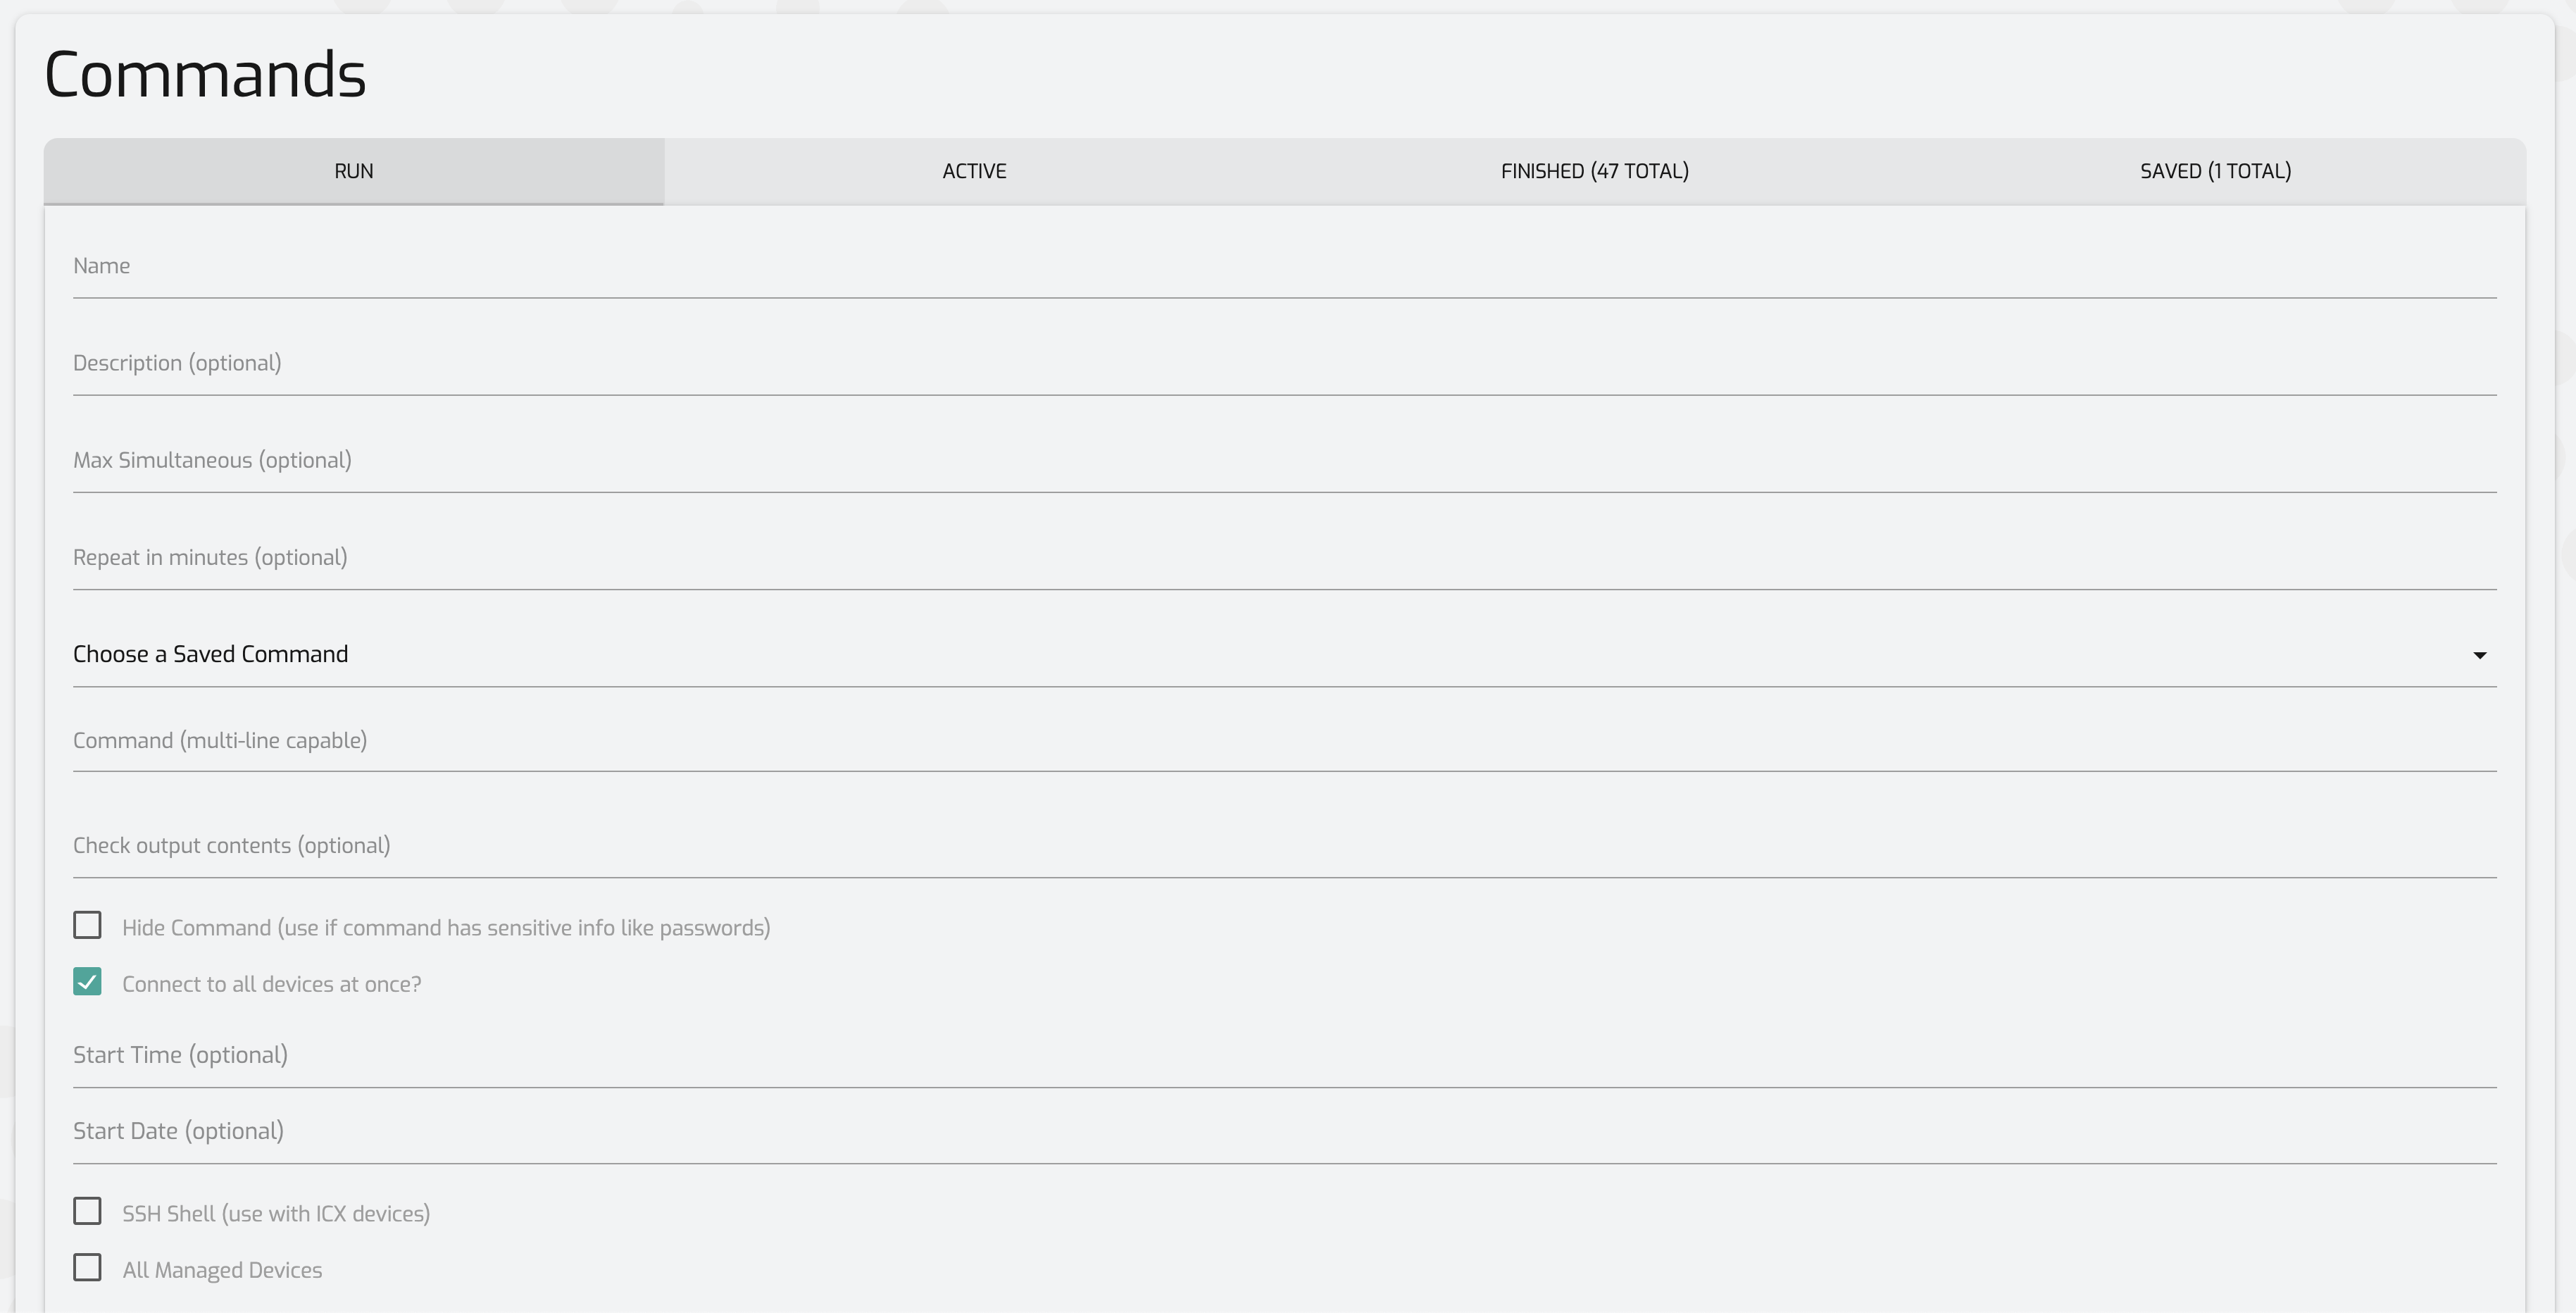 Commands
RUN
ACTIVE
FINISHED (47 TOTAL)
SAVED (1 TOTAL)
Name
Description (optional)
Max Simultaneous (optional)
Repeat in minutes (optional)
Choose a Saved Command
Command (multi-line capable)
Check output contents (optional)
Hide Command (use if command has sensitive info like passwords)
Connect to all devices at once?
Start Time (optional)
Start Date (optional)
SSH Shell (use with ICX devices)
All Managed Devices